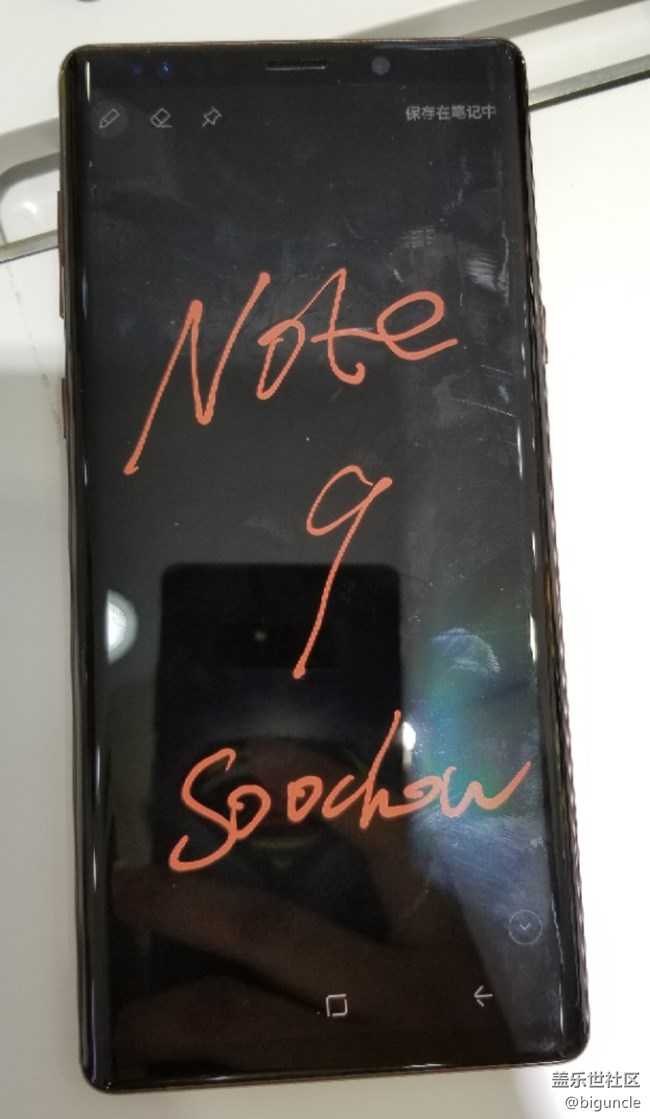 保存在笔记中
Note
9
Soochow
盖乐世社区
@biguncle